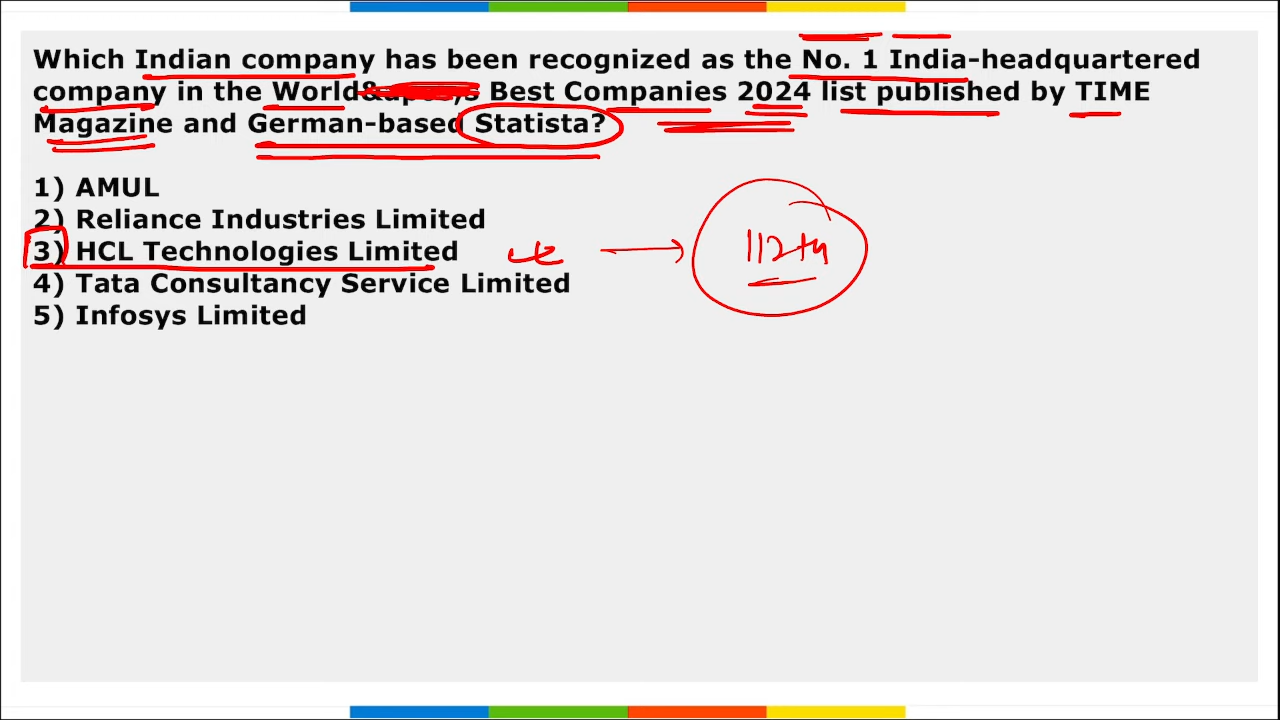 Which Indian company has been recognized as the No. 1 India-headquartered
company in the World&apos;s Best Companies 2024 list published by TIME
Magazine and German-based Statista?
1) AMUL
2) Reliance Industries Limited
3) HCL Technologies Limited
4) Tata Consultancy Service Limited
5) Infosys Limited
112th